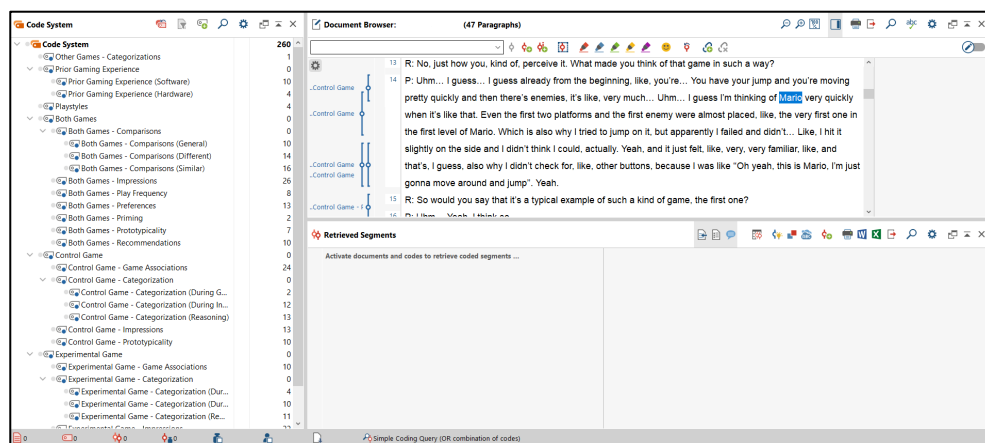 Code System
Code System 260
Other Games - Categorizations 1
Prior Gaming Experience 0
Prior Gaming Experience (Software) 10
Prior Gaming Experience (Hardware) 4
Playstyles 4
Both Games 0
Both Games - Comparisons 0
Both Games - Comparisons (General) 10
Both Games - Comparisons (Different) 14
Both Games - Comparisons (Similar) 16
Both Games - Impressions 26
Both Games - Play Frequency 8
Both Games - Preferences 13
Both Games - Priming 2
Both Games - Prototypicality 7
Both Games - Recommendations 10
Control Game 0
Control Game - Game Associations 24
Control Game - Categorization 0
Control Game - Categorization (During G... 2
Control Game - Categorization (During In... 12
Control Game - Categorization (Reasoning) 13
Control Game - Impressions 13
Control Game - Prototypicality 10
Experimental Game 0
Experimental Game - Game Associations 10
Experimental Game - Categorization 0
Experimental Game - Categorization (Dur... 4
Experimental Game - Categorization (Dur... 10
Experimental Game - Categorization (Re... 11
Document Browser: (47 Paragraphs)
13 R: No, just how you, kind of, perceive it. What made you think of that game in such a way?
14 P: Uhm… I guess… I guess already from the beginning, like, you're… You have your jump and you're moving
..Control Game
pretty quickly and then there's enemies, it's like, very much… Uhm… I guess I'm thinking of Mario very quickly
..Control Game
when it's like that. Even the first two platforms and the first enemy were almost placed, like, the very first one in
the first level of Mario. Which is also why I tried to jump on it, but apparently I failed and didn't… Like, I hit it
slightly on the side and I didn't think I could, actually. Yeah, and it just felt, like, very, very familiar, like, and
..Control Game
that's, I guess, also why I didn't check for, like, other buttons, because I was like "Oh yeah, this is Mario, I'm just
..Control Game
gonna move around and jump". Yeah.
15 R: So would you say that it's a typical example of such a kind of game, the first one?
..Control Game - F
Retrieved Segments
Activate documents and codes to retrieve coded segments ...
0 0 0 0
Simple Coding Query (OR combination of codes)